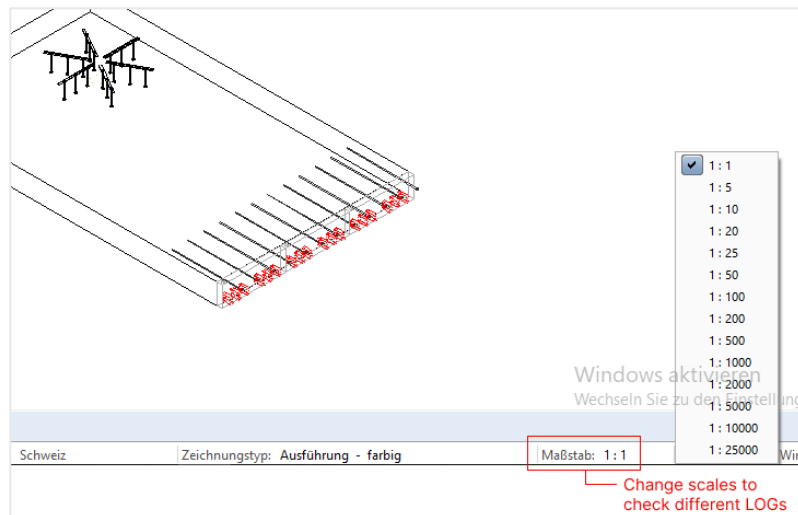 1 : 1
1 : 5
1 : 10
1 : 20
1 : 25
1 : 50
1 : 100
1 : 200
1 : 500
1 : 1000
1 : 2000
1 : 5000
1 : 10000
1 : 25000
Windows aktivieren
Wechseln Sie zu den Einstellung
Schweiz
Zeichnungstyp: Ausführung - farbig
Maßstab: 1 : 1
Wir
Change scales to
check different LOGs